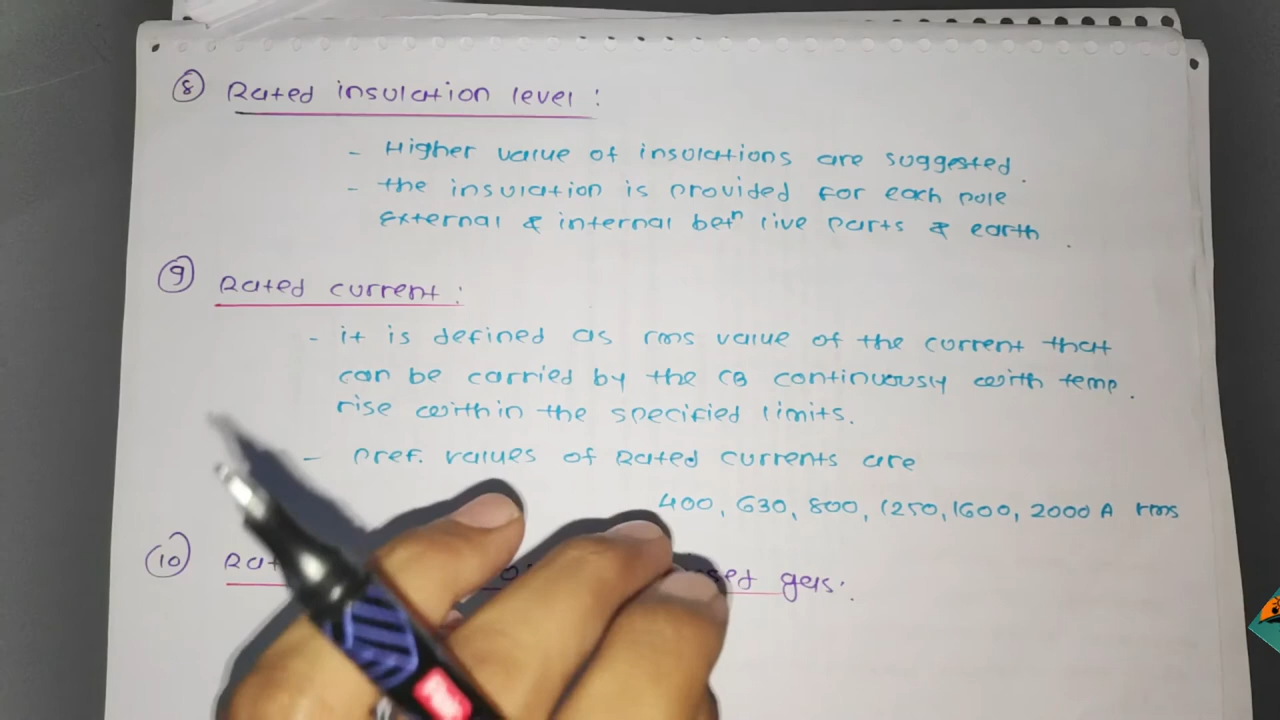 ⑧ Rated insulation level :
- Higher value of insulations are suggested.
- the insulation is provided for each pole
External & internal betⁿ live parts & earth .
⑨ Rated current :
- it is defined as rms value of the current that
can be carried by the CB continuously with temp.
rise within the specified limits.
- pref. values of Rated currents are
400, 630, 800, 1250, 1600, 2000 A rms
⑩ gas: